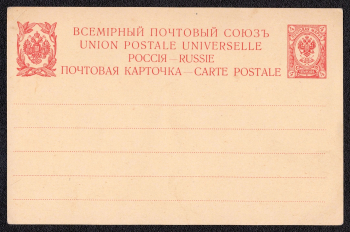 ВСЕМІРНЫЙ ПОЧТОВЫЙ СОЮЗЪ
UNION POSTALE UNIVERSELLE
РОССІЯ — RUSSIE
ПОЧТОВАЯ КАРТОЧКА — CARTE POSTALE